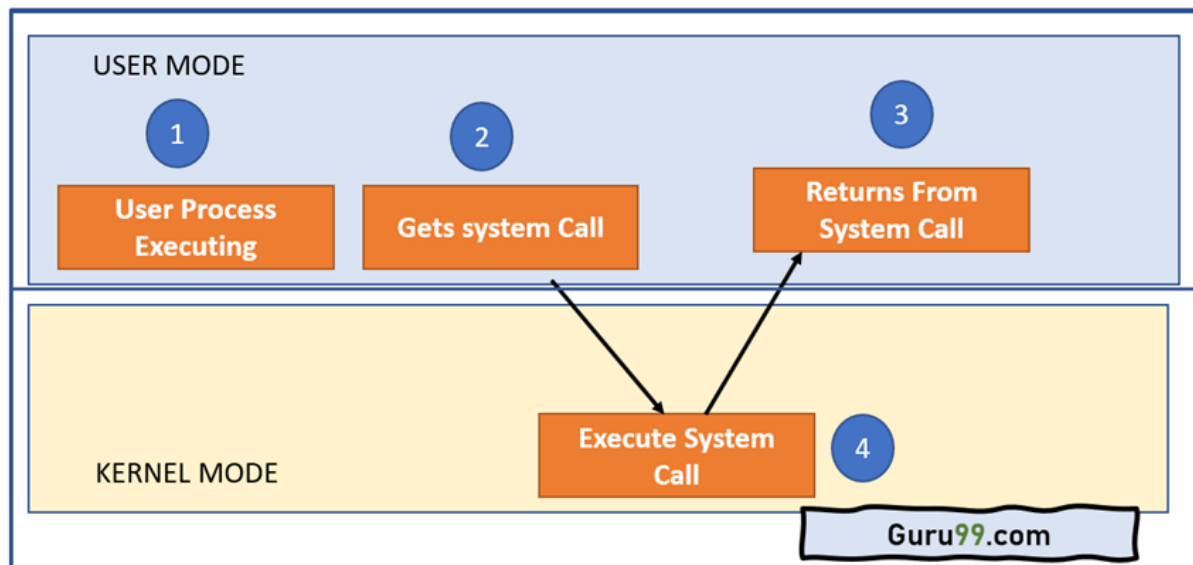 USER MODE
1
2
3
User Process
Executing
Gets system Call
Returns From
System Call
Execute System
Call
4
KERNEL MODE
Guru99.com